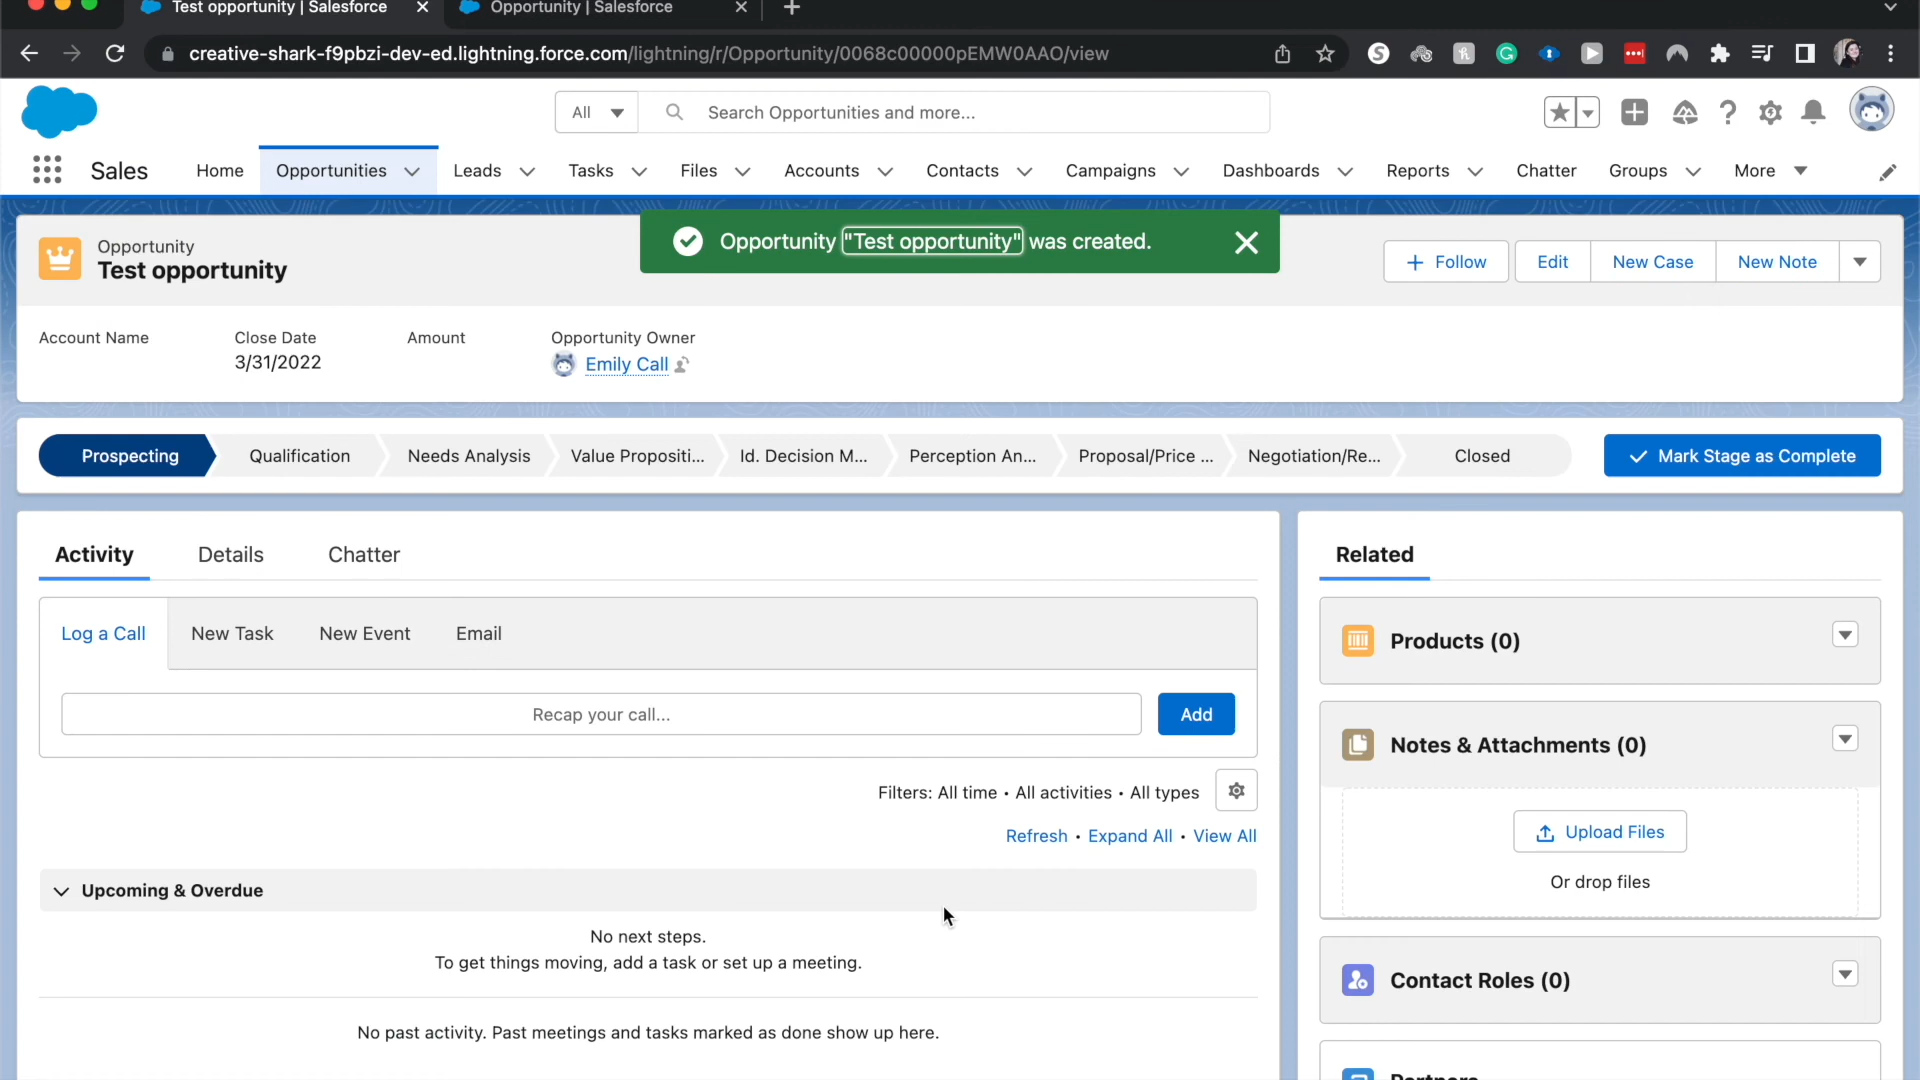 Test opportunity | Salesforce
Opportunity | Salesforce
creative-shark-f9pbzi-dev-ed.lightning.force.com/lightning/r/Opportunity/0068c00000pEMW0AAO/view
All
Search Opportunities and more...
Sales
Home
Opportunities
Leads
Tasks
Files
Accounts
Contacts
Campaigns
Dashboards
Reports
Chatter
Groups
More
Opportunity
Test opportunity
Opportunity "Test opportunity" was created.
Follow
Edit
New Case
New Note
Account Name
Close Date
3/31/2022
Amount
Opportunity Owner
Emily Call
Prospecting
Qualification
Needs Analysis
Value Propositi...
Id. Decision M...
Perception An...
Proposal/Price ...
Negotiation/Re...
Closed
Mark Stage as Complete
Activity
Details
Chatter
Log a Call
New Task
New Event
Email
Recap your call...
Add
Filters: All time • All activities • All types
Refresh • Expand All • View All
Upcoming & Overdue
No next steps.
To get things moving, add a task or set up a meeting.
No past activity. Past meetings and tasks marked as done show up here.
Related
Products (0)
Notes & Attachments (0)
Upload Files
Or drop files
Contact Roles (0)